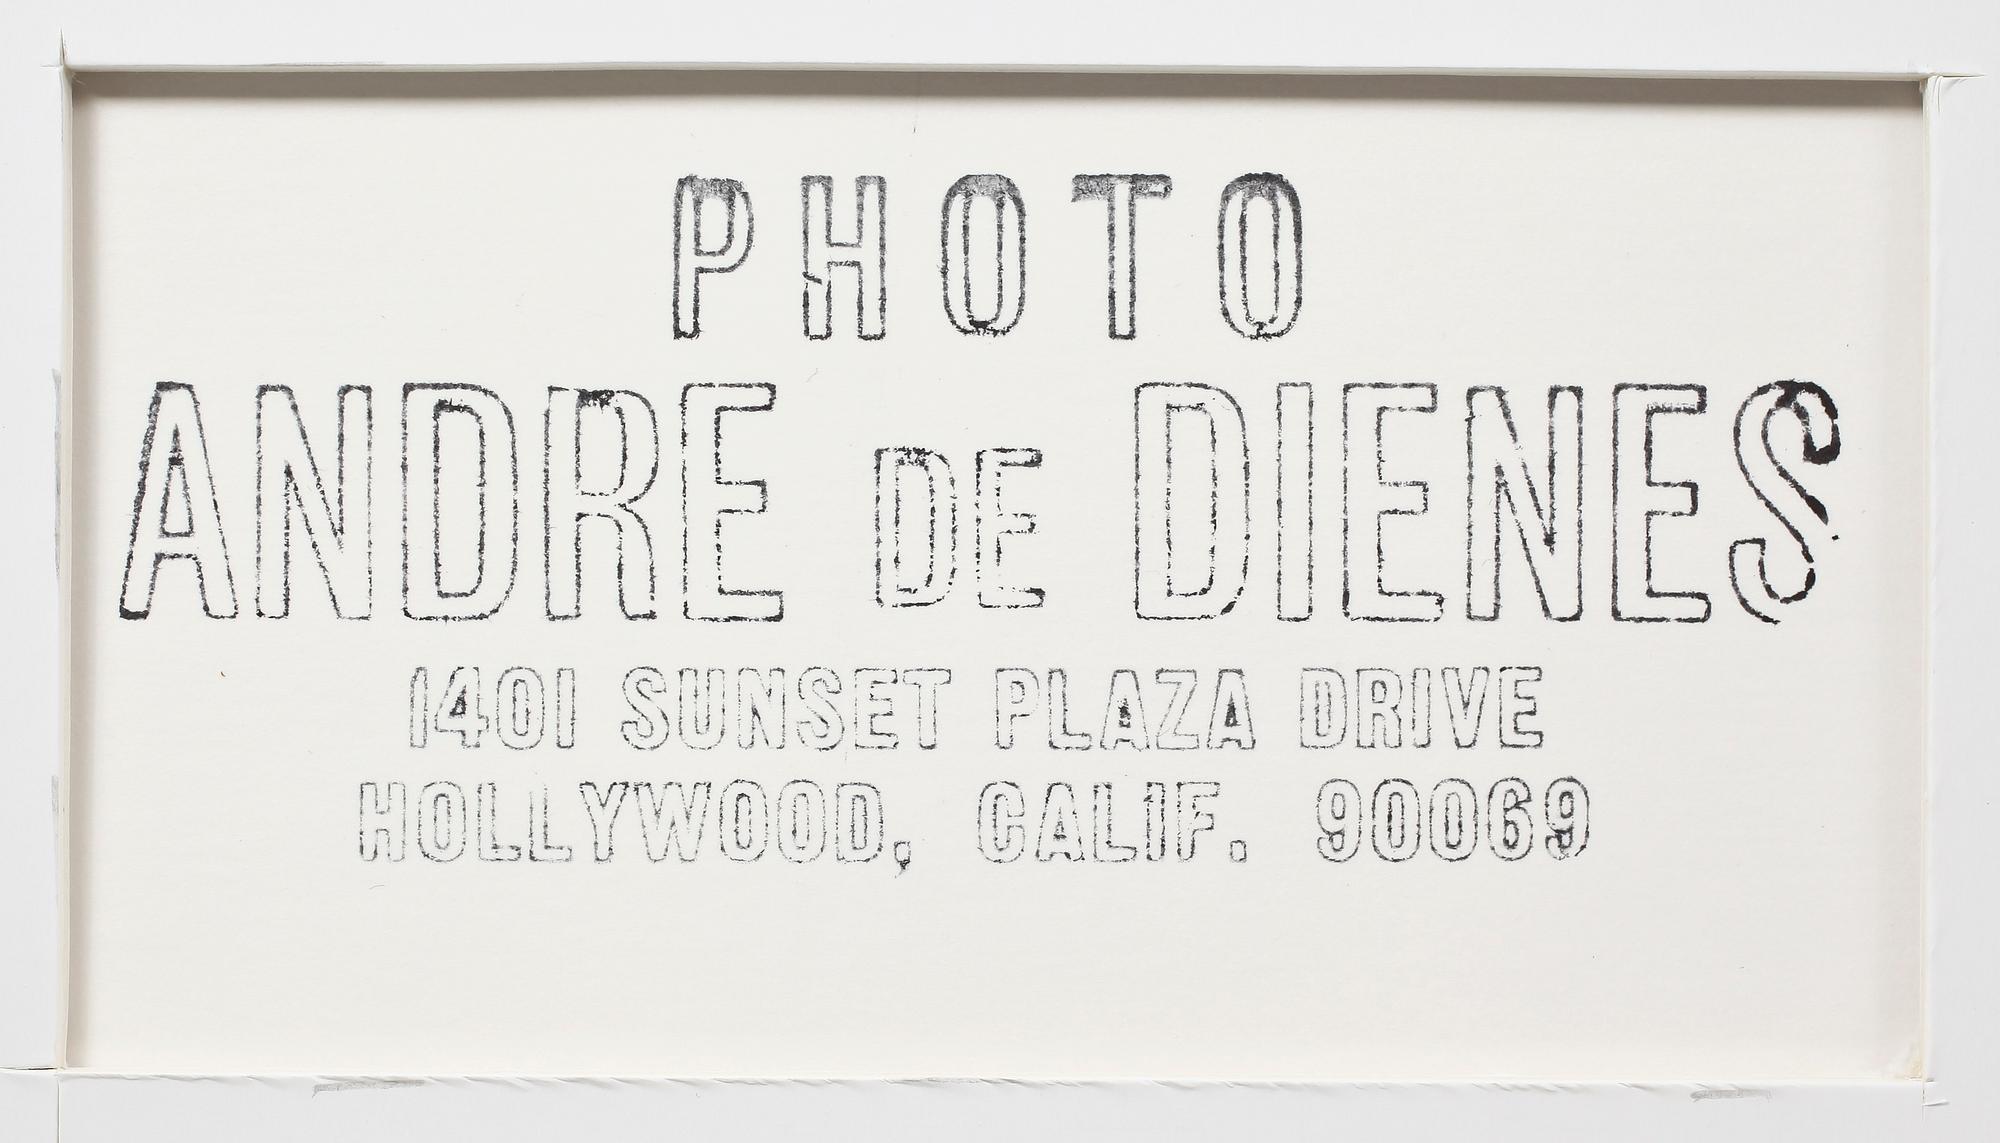 PHOTO
ANDRE DE DIENES
1401 SUNSET PLAZA DRIVE
HOLLYWOOD, CALIF. 90069